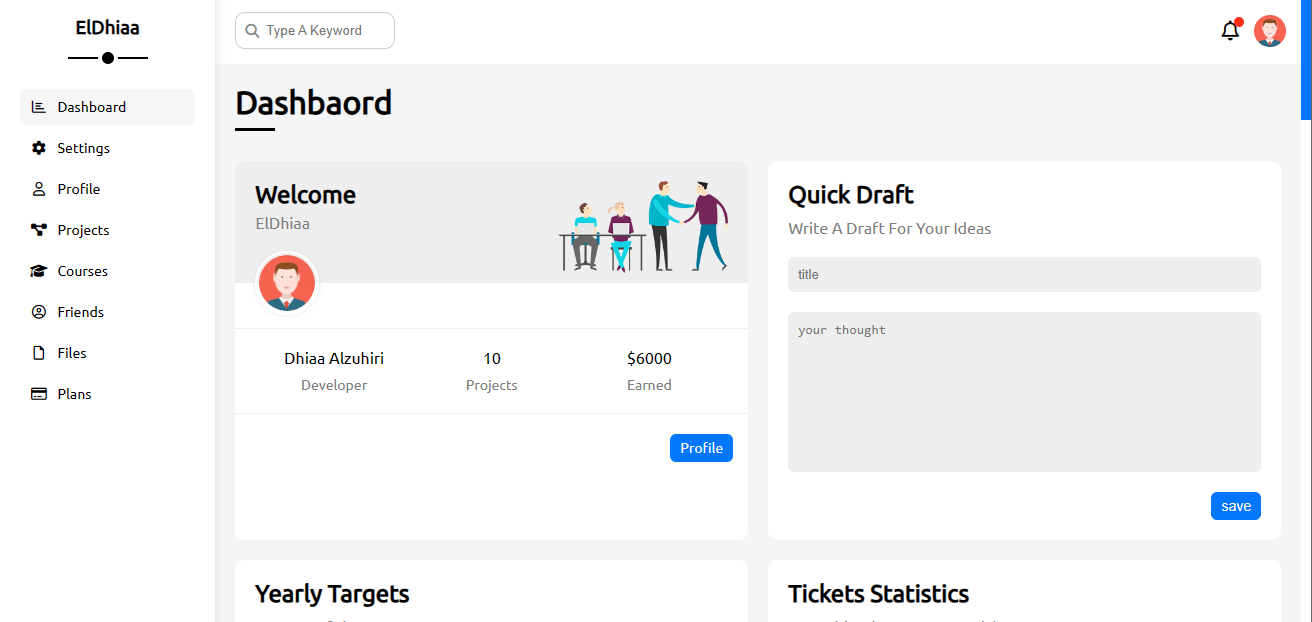 ElDhiaa
Type A Keyword
Dashboard
Settings
Profile
Projects
Courses
Friends
Files
Plans
Dashbaord
Welcome
ElDhiaa
Dhiaa Alzuhiri
Developer
10
Projects
$6000
Earned
Profile
Quick Draft
Write A Draft For Your Ideas
title
your thought
save
Yearly Targets
Tickets Statistics